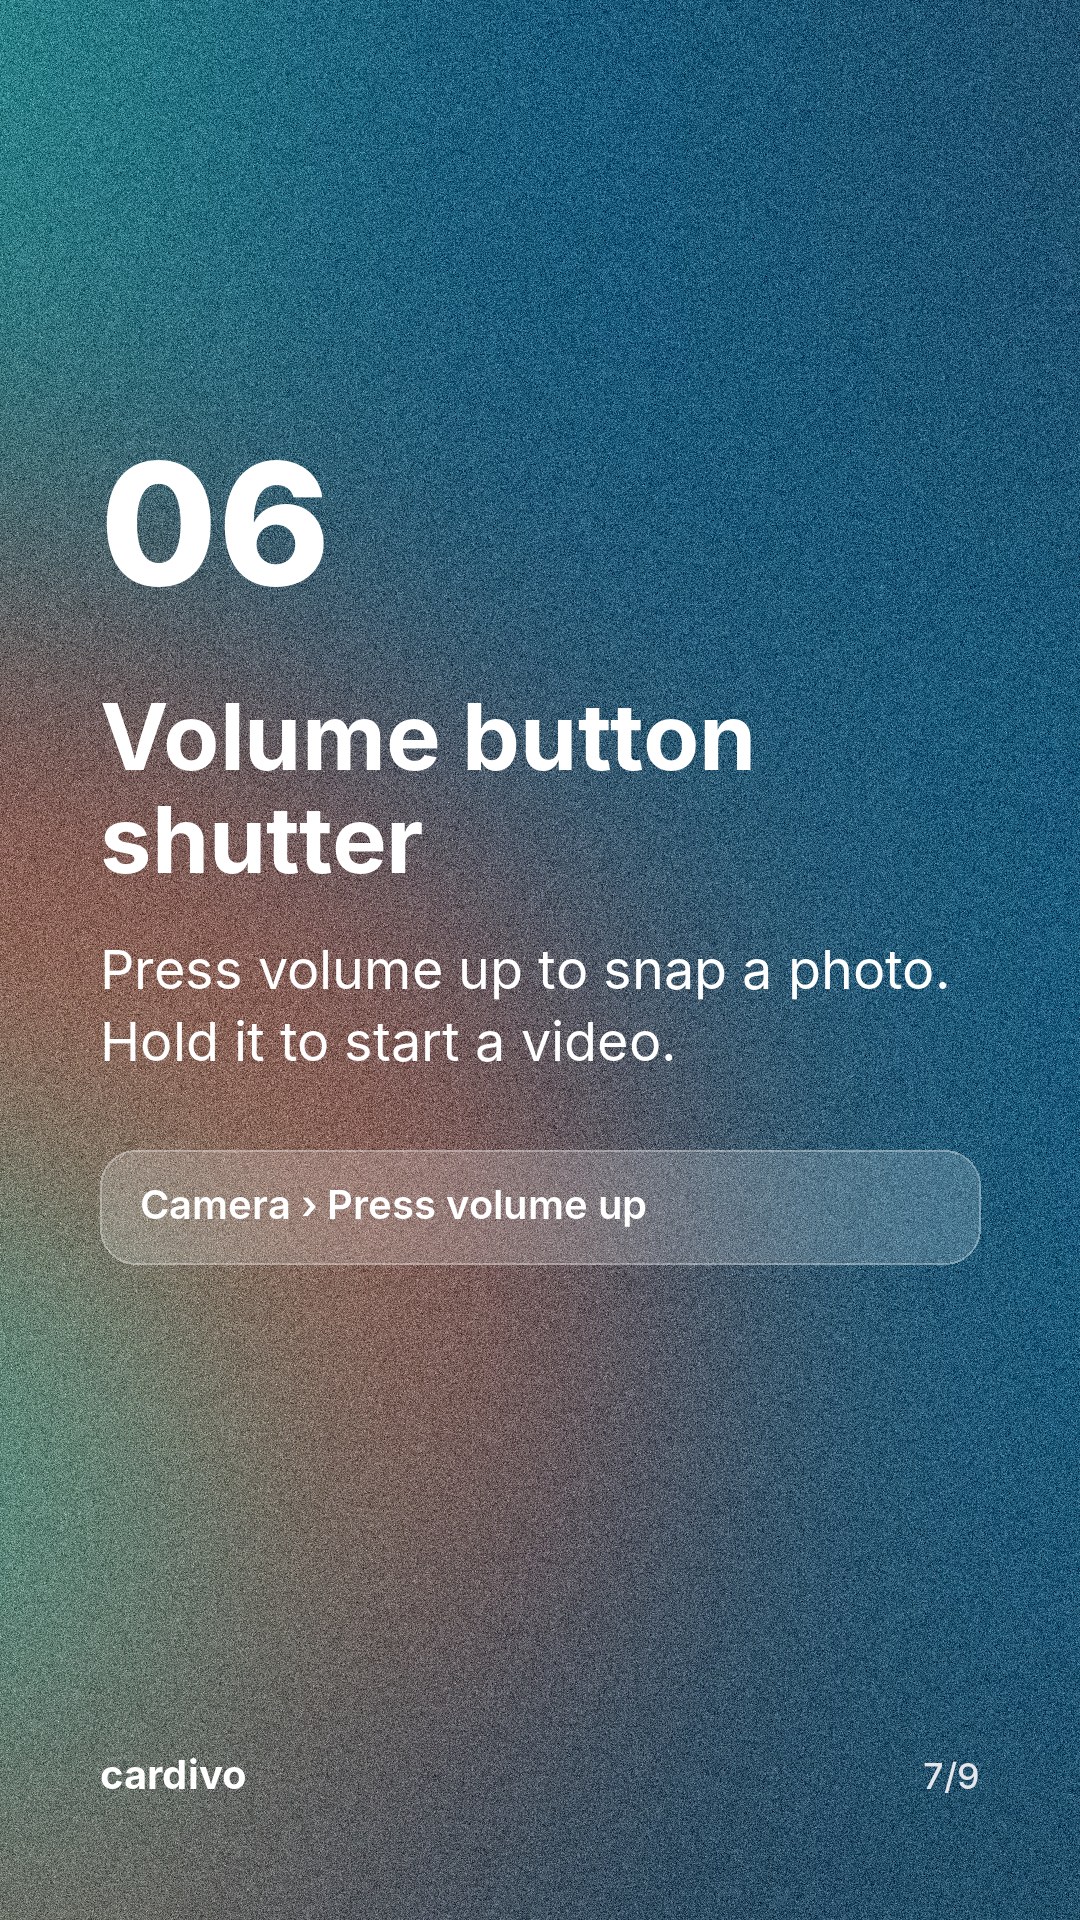 06
Volume button
shutter
Press volume up to snap a photo.
Hold it to start a video.
Camera › Press volume up
cardivo
7/9